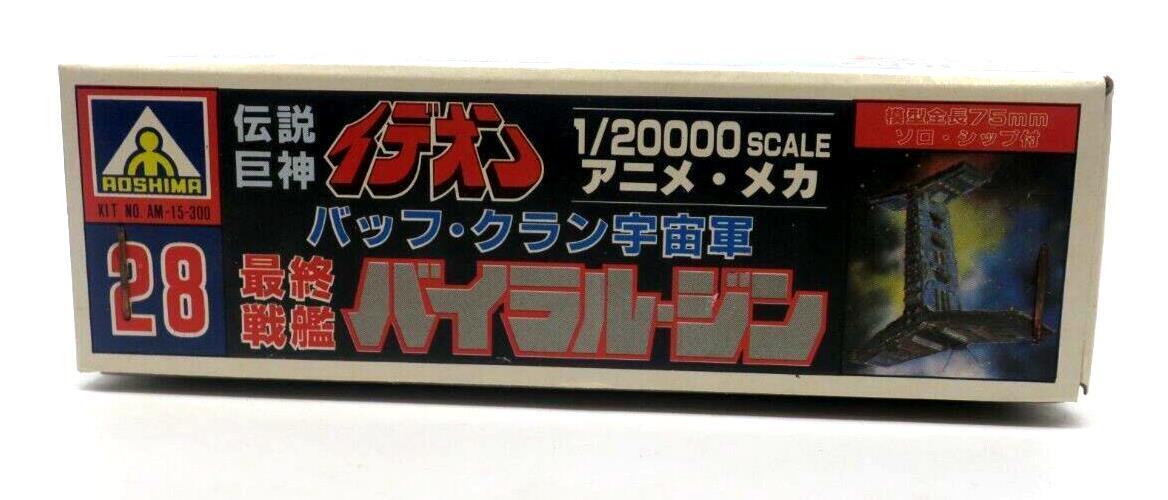 AOSHIMA
KIT NO. AM-15-300
28
伝説
巨神
イデオン
1/20000 SCALE
アニメ・メカ
バッフ・クラン宇宙軍
最終
戦艦
バイラル・ジン
模型全長75mm
ソロ・シップ付